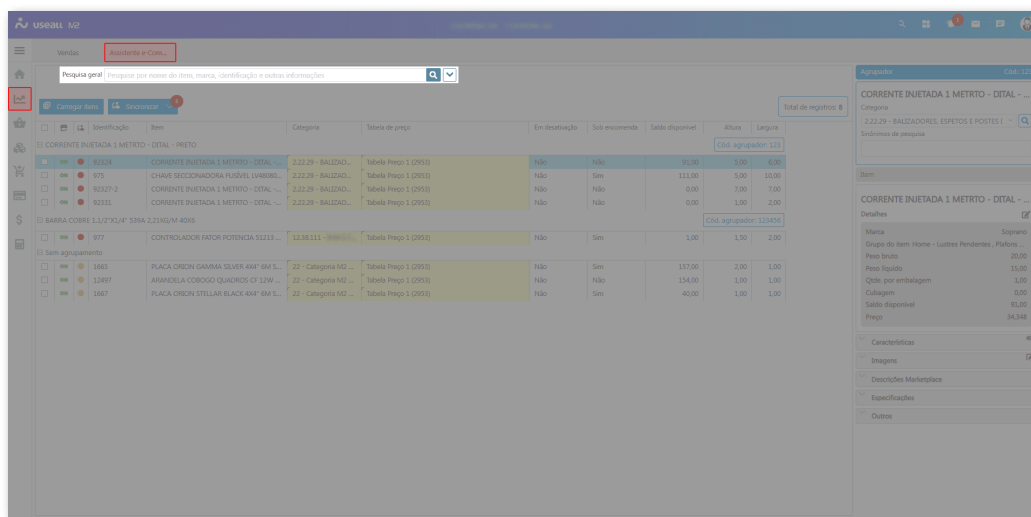 useall M2
Vendas Assistente e Com...
Pesquisa geral Pesquise por nome do item, marca, identificação e outras informações
Carregar itens Sincronizar
Total de registros: 8
Identificação Item Categoria Tabela de preço Em desativação Sob encomenda Saldo disponível Altura Largura
CORRENTE INJETADA 1 METRTO - DITAL - PRETO Cód. agrupador: 123
92328 CORRENTE INJETADA 1 METRTO - DITAL -... 2.22.29 - BALIZAD... Tabela Preço 1 (2953) Não Não 91,00 5,00 6,00
975 CHAVE SECCIONADORA FUSÍVEL LV48080... 2.22.29 - BALIZAD... Tabela Preço 1 (2953) Não Sim 111,00 5,00 10,00
92327-2 CORRENTE INJETADA 1 METRTO - DITAL -... 2.22.29 - BALIZAD... Tabela Preço 1 (2953) Não Não 0,00 7,00 7,00
92331 CORRENTE INJETADA 1 METRTO - DITAL -... 2.22.29 - BALIZAD... Tabela Preço 1 (2953) Não Não 0,00 1,00 2,00
BARRA COBRE 1.1/2"X1/4" 539A 2,21KG/M 40X6 Cód. agrupador: 123456
977 CONTROLADOR FATOR POTENCIA 51213 ... 12.38.111 - Tabela Preço 1 (2953) Não Sim 1,00 1,50 2,00
Sem agrupamento
1665 PLACA ORION GAMMA SILVER 4X4" 6M S... 22 - Categoria M2 ... Tabela Preço 1 (2953) Não Sim 157,00 2,00 1,00
12497 ARANDELA COBOGO QUADROS CF 12W ... 22 - Categoria M2 ... Tabela Preço 1 (2953) Não Não 154,00 1,00 1,00
1667 PLACA ORION STELLAR BLACK 4X4" 6M S... 22 - Categoria M2 ... Tabela Preço 1 (2953) Não Sim 40,00 1,00 1,00
Agrupador Cód.: 123
CORRENTE INJETADA 1 METRTO - DITAL - ...
Categoria
2.22.29 - BALIZADORES, ESPETOS E POSTES (
Sinônimos de pesquisa
Item
CORRENTE INJETADA 1 METRTO - DITAL - ...
Detalhes
Marca Soprano
Grupo do item Home - Lustres Pendentes , Plafons ...
Peso bruto 20,00
Peso líquido 15,00
Qtde. por embalagem 1,00
Cubagem 0,00
Saldo disponível 91,00
Preço 34,348
Características
Imagens
Descrições Marketplace
Especificações
Outros